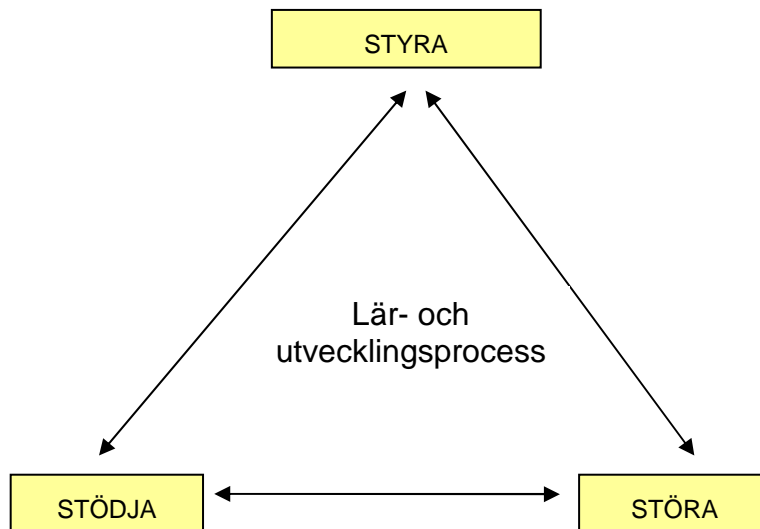 STYRA
Lär- och
utvecklingsprocess
STÖDJA
STÖRA